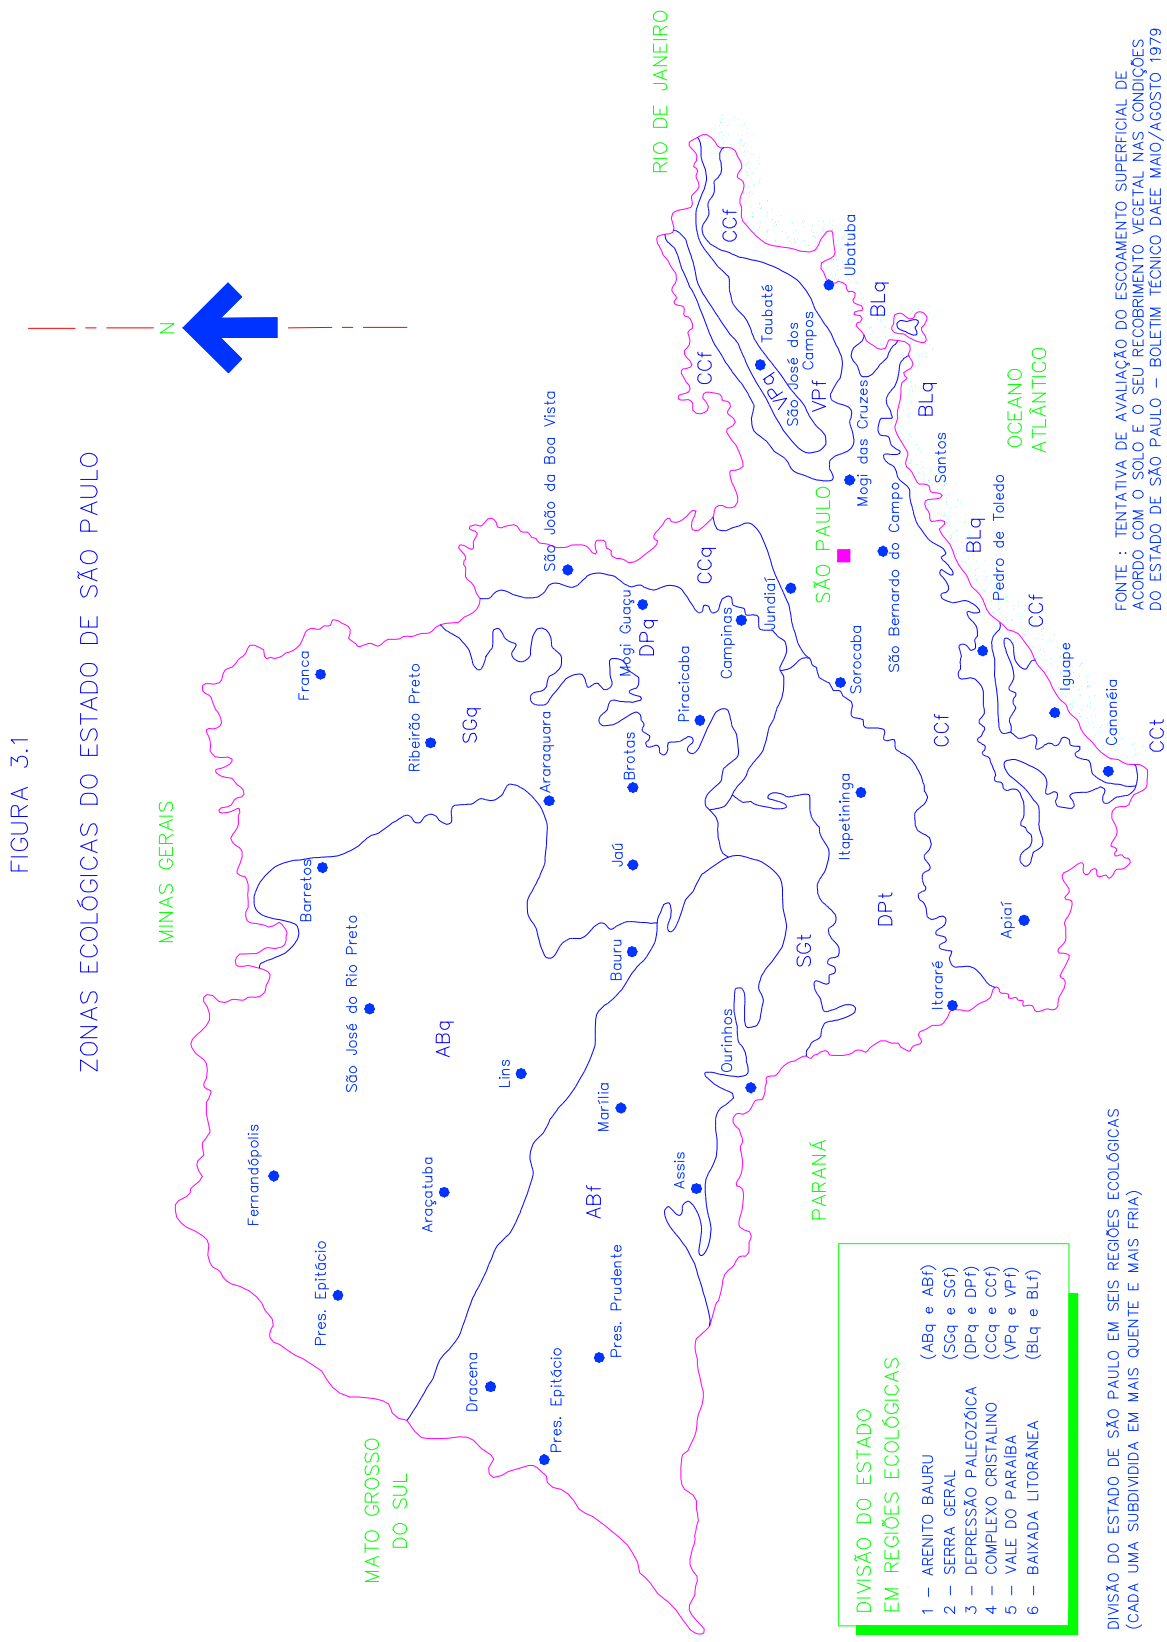 FIGURA 3.1
ZONAS ECOLÓGICAS DO ESTADO DE SÃO PAULO
N
MINAS GERAIS
RIO DE JANEIRO
MATO GROSSO
DO SUL
PARANÁ
OCEANO
ATLÂNTICO
SÃO PAULO
Fernandópolis
Pres. Epitácio
São José do Rio Preto
Barretos
Franca
Ribeirão Preto
SGq
ABq
Araçatuba
Lins
Araraquara
São João da Boa Vista
Dracena
Pres. Epitácio
Pres. Prudente
ABf
Marília
Bauru
Jaú
Brotas
Mogi Guaçu
DPq
Piracicaba
CCq
Campinas
Jundiaí
Assis
Ourinhos
SGt
DPt
Itapetininga
Sorocaba
CCf
VPq
Taubaté
São José dos
Campos
VPf
CCf
Ubatuba
BLq
Mogi das Cruzes
São Bernardo do Campo
BLq
Santos
BLq
Pedro de Toledo
CCf
CCf
Itararé
Apiaí
Iguape
Cananéia
CCt
DIVISÃO DO ESTADO
EM REGIÕES ECOLÓGICAS
1 – ARENITO BAURU (ABq e ABf)
2 – SERRA GERAL (SGq e SGf)
3 – DEPRESSÃO PALEOZÓICA (DPq e DPf)
4 – COMPLEXO CRISTALINO (CCq e CCf)
5 – VALE DO PARAÍBA (VPq e VPf)
6 – BAIXADA LITORÂNEA (BLq e BLf)
DIVISÃO DO ESTADO DE SÃO PAULO EM SEIS REGIÕES ECOLÓGICAS
(CADA UMA SUBDIVIDIDA EM MAIS QUENTE E MAIS FRIA)
FONTE : TENTATIVA DE AVALIAÇÃO DO ESCOAMENTO SUPERFICIAL DE
ACORDO COM O SOLO E O SEU RECOBRIMENTO VEGETAL NAS CONDIÇÕES
DO ESTADO DE SÃO PAULO – BOLETIM TÉCNICO DAEE MAIO/AGOSTO 1979